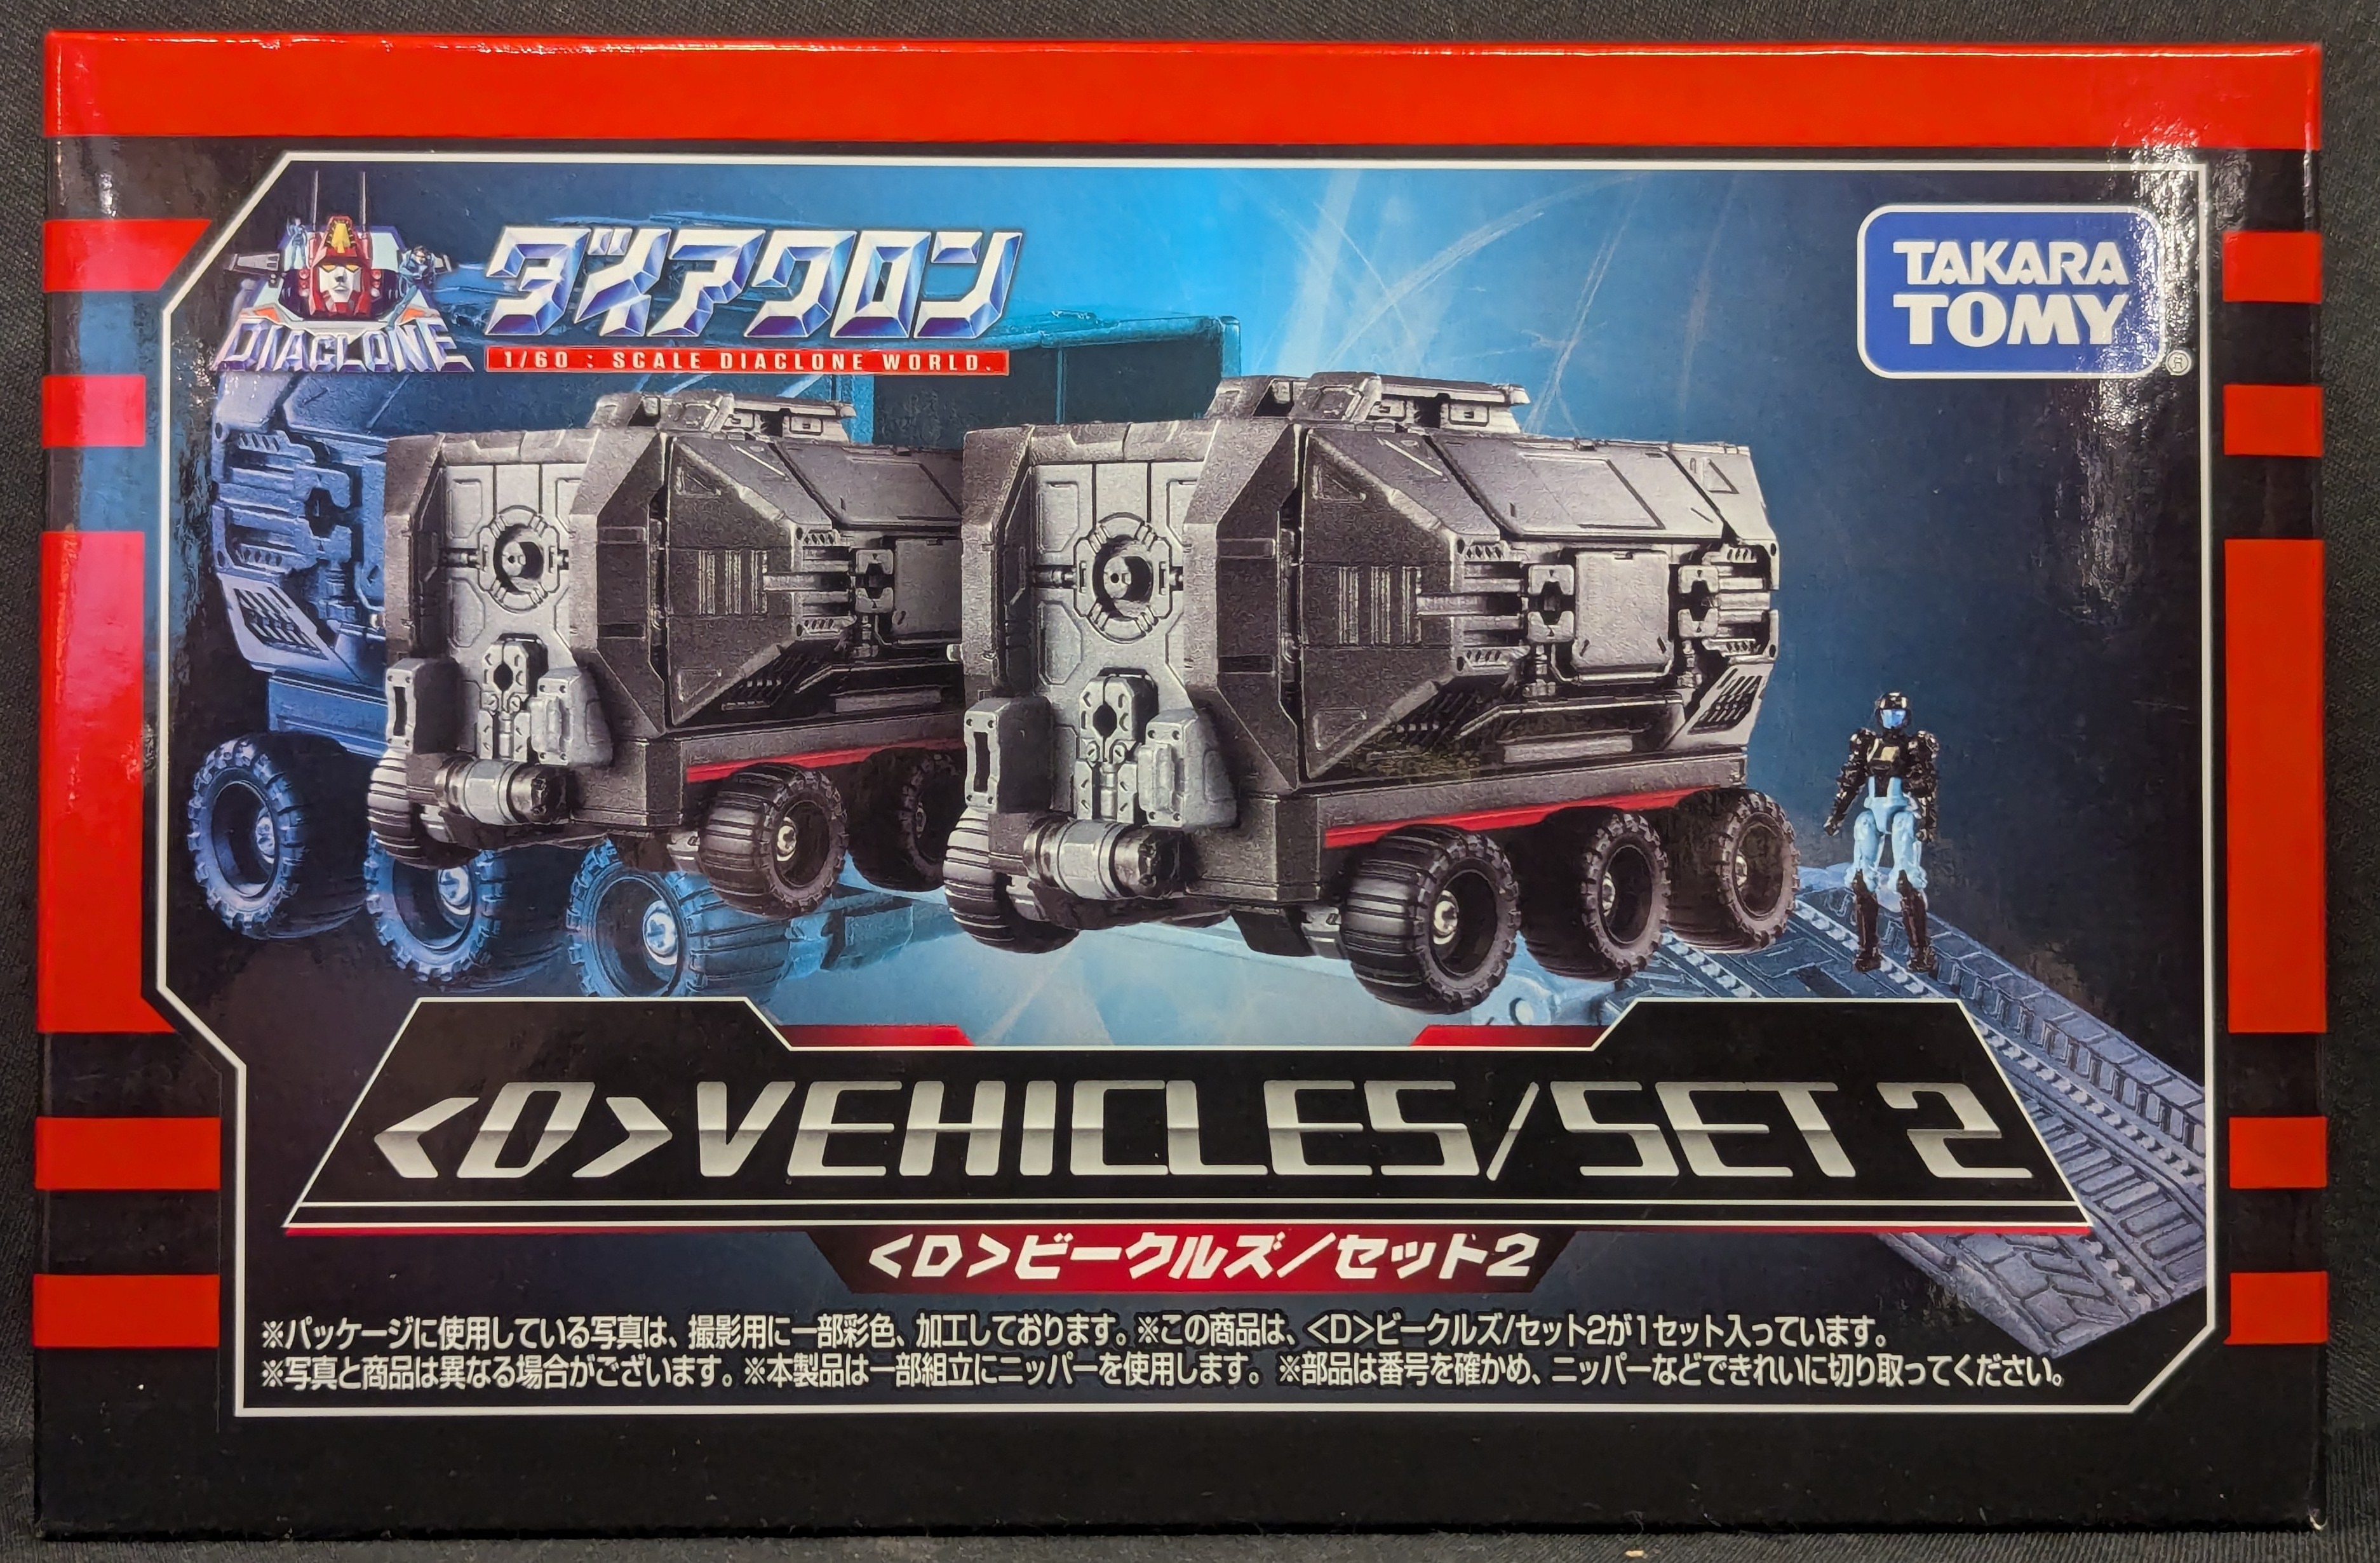 ダイアクロン
DIACLONE
1/60 : SCALE DIACLONE WORLD.
TAKARA
TOMY
®
<D>VEHICLES/SET 2
<D>ビークルズ/セット2
※パッケージに使用している写真は、撮影用に一部彩色、加工しております。※この商品は、<D>ビークルズ/セット2が1セット入っています。
※写真と商品は異なる場合がございます。※本製品は一部組立にニッパーを使用します。 ※部品は番号を確かめ、ニッパーなどできれいに切り取ってください。